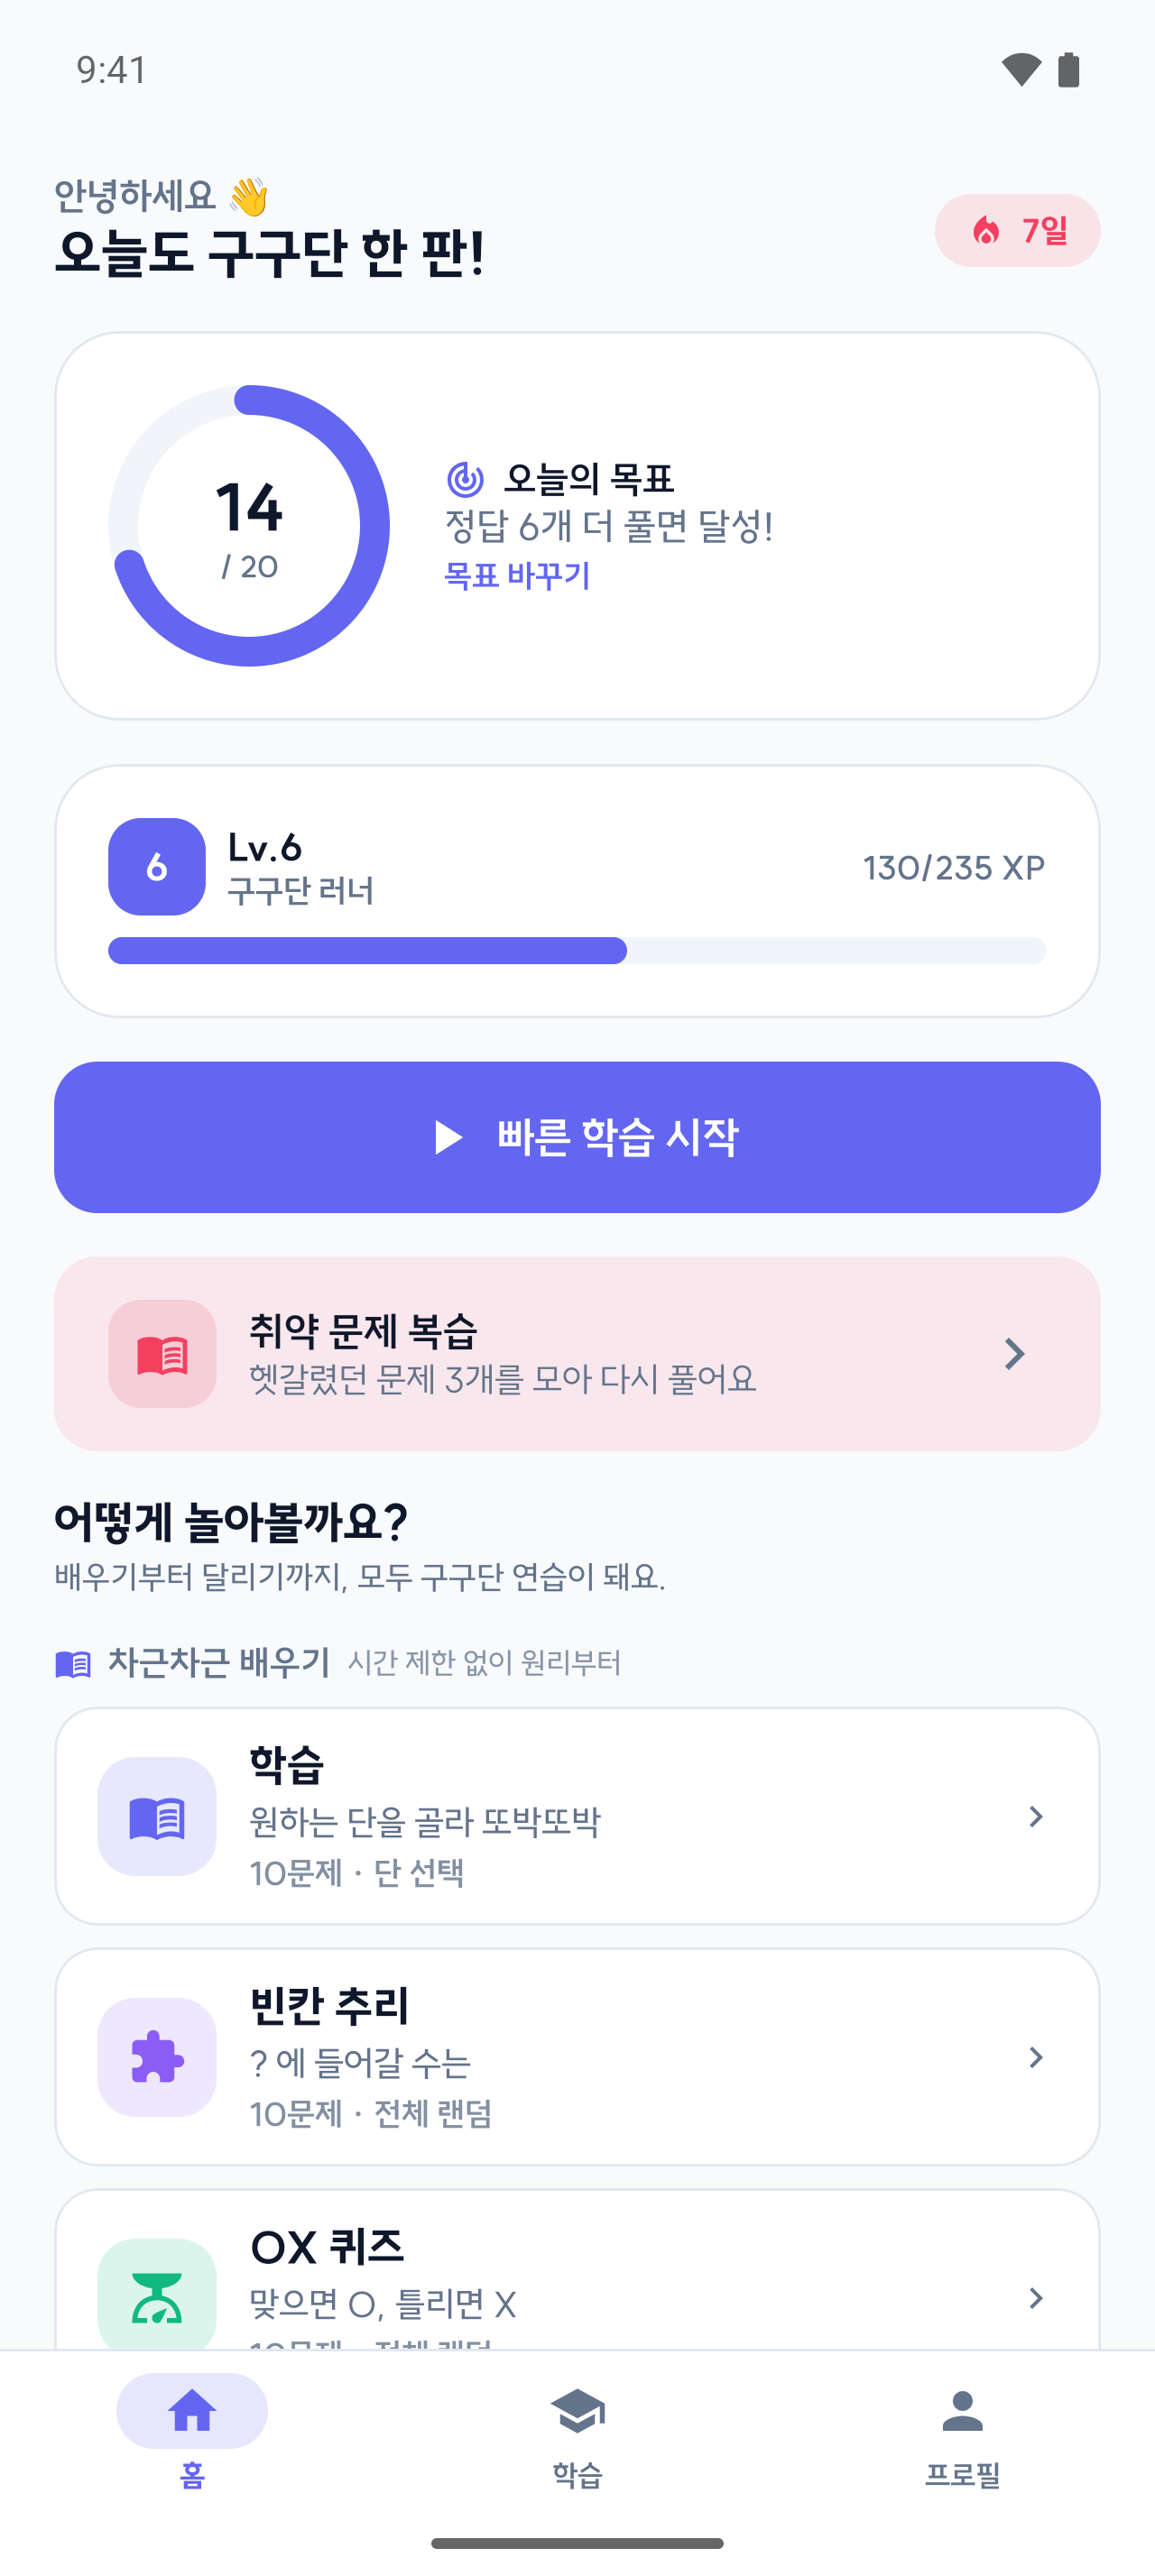 9:41
안녕하세요 👋
오늘도 구구단 한 판!
7일
14
/ 20
오늘의 목표
정답 6개 더 풀면 달성!
목표 바꾸기
6
Lv.6
구구단 러너
130/235 XP
빠른 학습 시작
취약 문제 복습
헷갈렸던 문제 3개를 모아 다시 풀어요
어떻게 놀아볼까요?
배우기부터 달리기까지, 모두 구구단 연습이 돼요.
차근차근 배우기 시간 제한 없이 원리부터
학습
원하는 단을 골라 또박또박
10문제 · 단 선택
빈칸 추리
? 에 들어갈 수는
10문제 · 전체 랜덤
OX 퀴즈
맞으면 O, 틀리면 X
10문제 · 전체 랜덤
홈
학습
프로필